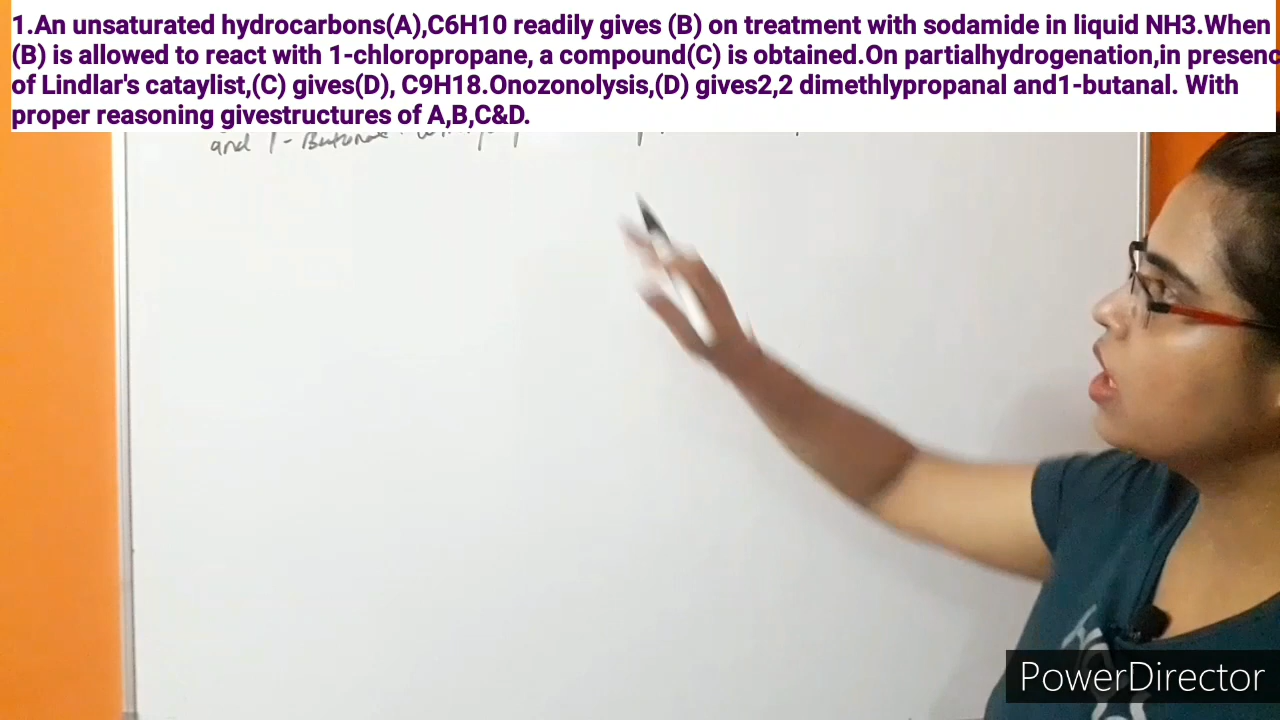 1.An unsaturated hydrocarbons(A),C6H10 readily gives (B) on treatment with sodamide in liquid NH3.When
(B) is allowed to react with 1-chloropropane, a compound(C) is obtained.On partialhydrogenation,in presenc
of Lindlar's cataylist,(C) gives(D), C9H18.Onozonolysis,(D) gives2,2 dimethlypropanal and1-butanal. With
proper reasoning givestructures of A,B,C&D.
and 1-Butanal
PowerDirector